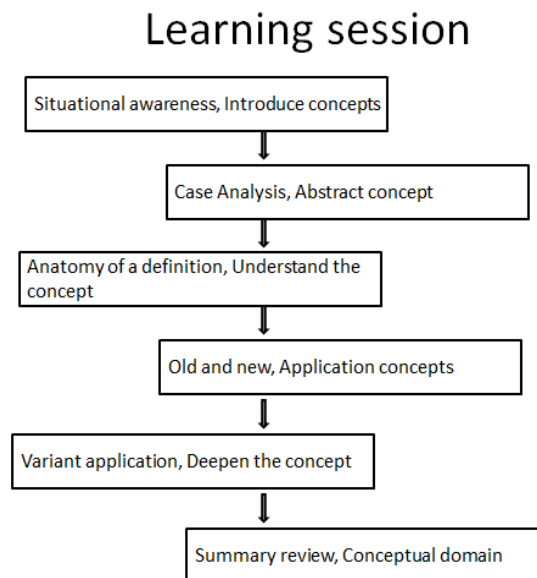 Learning session
Situational awareness, Introduce concepts
Case Analysis, Abstract concept
Anatomy of a definition, Understand the
concept
Old and new, Application concepts
Variant application, Deepen the concept
Summary review, Conceptual domain